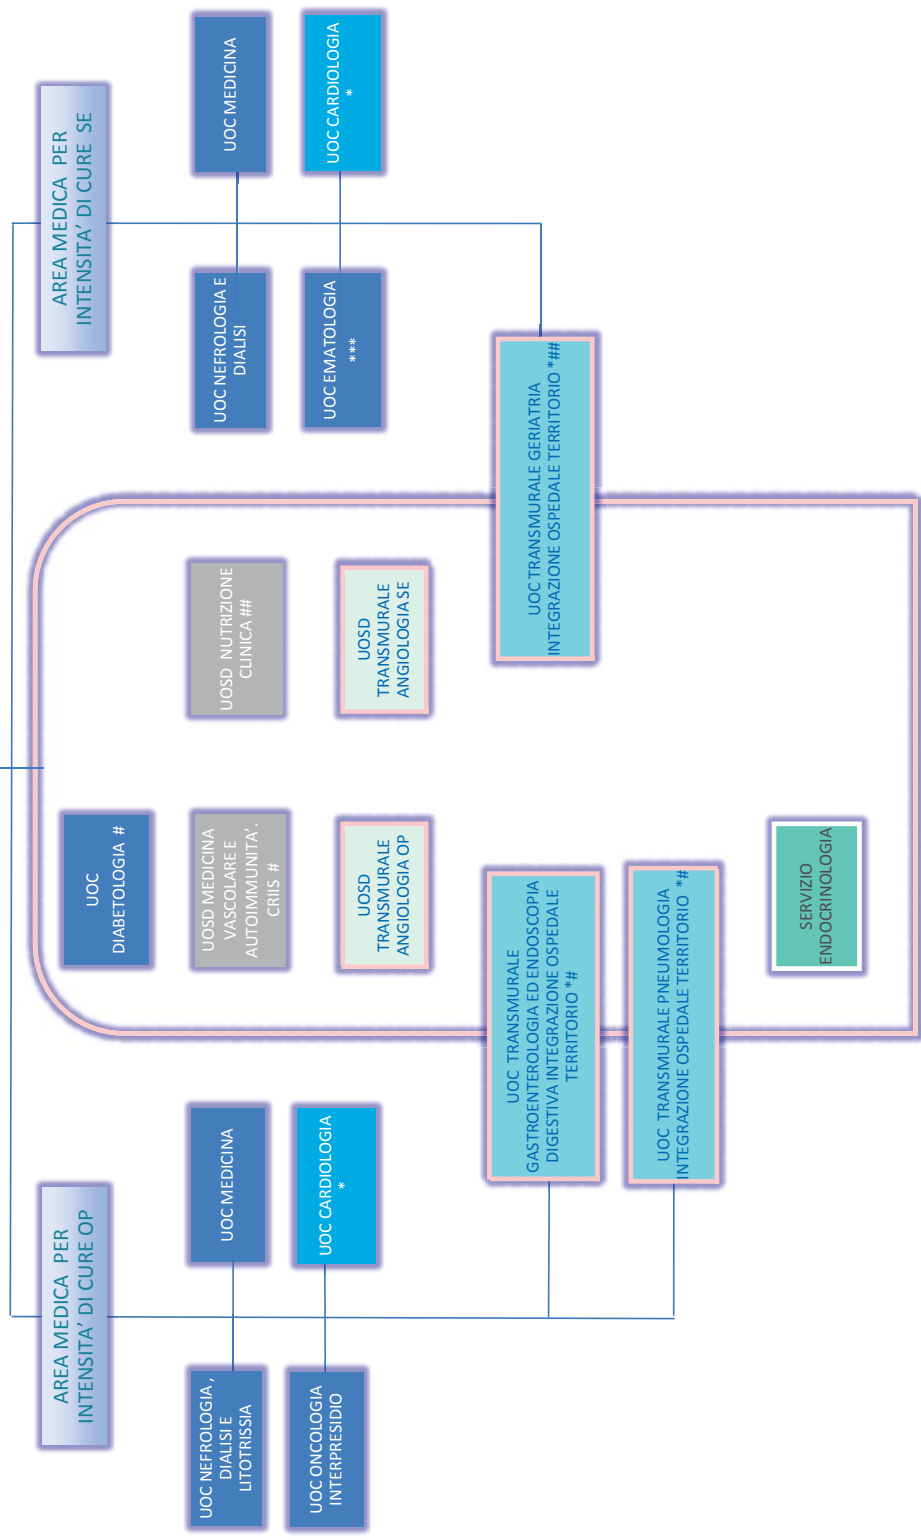 AREA MEDICA PER
INTENSITA’ DI CURE OP
AREA MEDICA PER
INTENSITA’ DI CURE SE
UOC NEFROLOGIA ,
DIALISI E
LITOTRISSIA
UOC MEDICINA
UOC ONCOLOGIA
INTERPRESIDIO
UOC CARDIOLOGIA
*
UOC
DIABETOLOGIA #
UOSD MEDICINA
VASCOLARE E
AUTOIMMUNITA’.
CRIIS #
UOSD NUTRIZIONE
CLINICA ##
UOSD
TRANSMURALE
ANGIOLOGIA OP
UOSD
TRANSMURALE
ANGIOLOGIA SE
UOC NEFROLOGIA E
DIALISI
UOC MEDICINA
UOC EMATOLOGIA
***
UOC CARDIOLOGIA
*
UOC TRANSMURALE
GASTROENTEROLOGIA ED ENDOSCOPIA
DIGESTIVA INTEGRAZIONE OSPEDALE
TERRITORIO *#
UOC TRANSMURALE GERIATRIA
INTEGRAZIONE OSPEDALE TERRITORIO *##
UOC TRANSMURALE PNEUMOLOGIA
INTEGRAZIONE OSPEDALE TERRITORIO *#
SERVIZIO
ENDOCRINOLOGIA